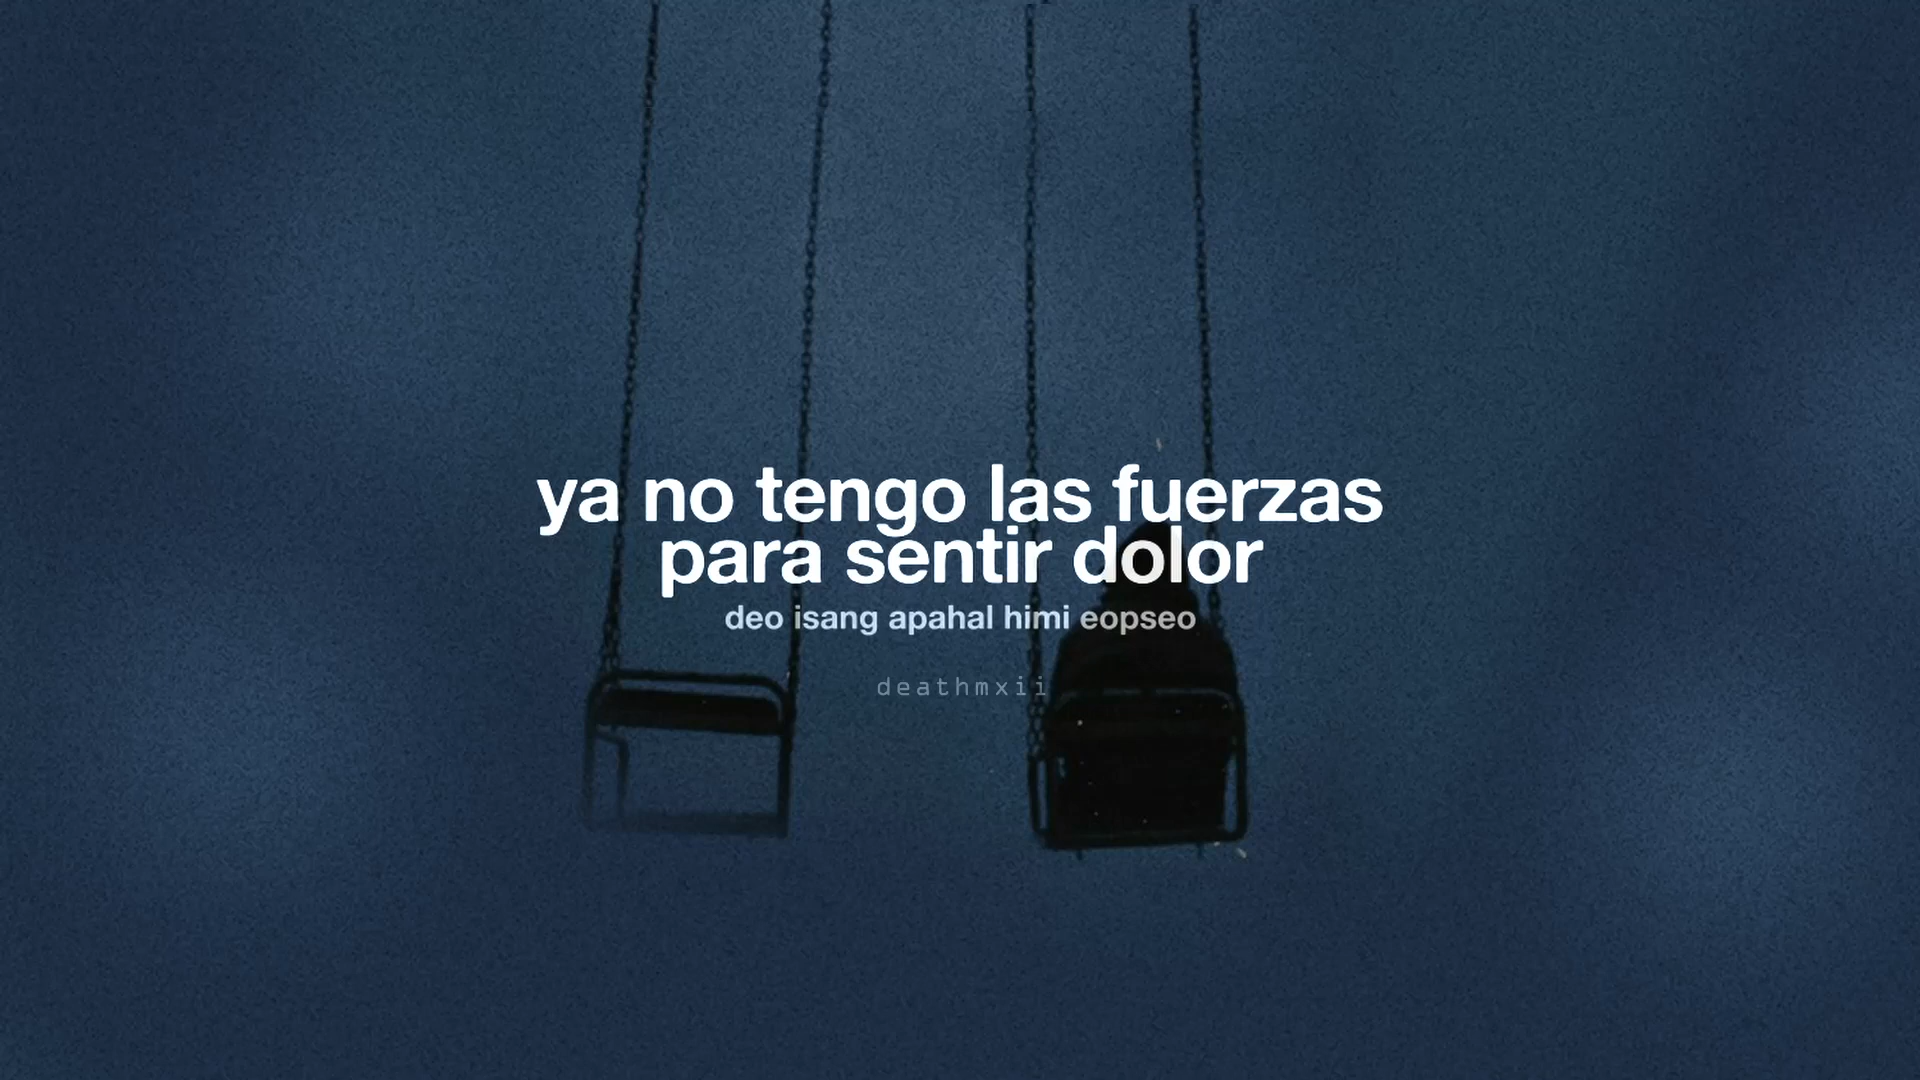 ya no tengo las fuerzas
para sentir dolor
deo isang apahal himi eopseo
deathmxii